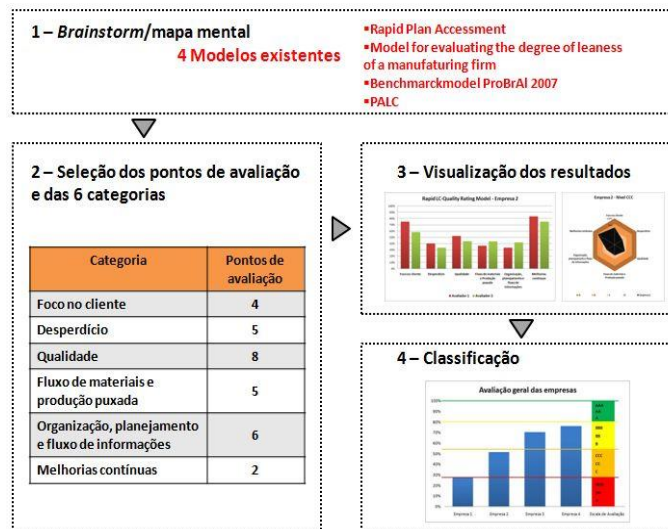 1 – Brainstorm/mapa mental
4 Modelos existentes
▪Rapid Plan Accessment
▪Model for evaluating the degree of leaness
of a manufaturing firm
▪Benchmarckmodel ProBrAl 2007
▪PALC
2 – Seleção dos pontos de avaliação
e das 6 categorias
Categoria
Pontos de
avaliação
Foco no cliente 4
Desperdício 5
Qualidade 8
Fluxo de materiais e
produção puxada
5
Organização, planejamento
e fluxo de informações
6
Melhorias contínuas 2
3 – Visualização dos resultados
Rapid LC Quality Rating Model - Empresa 2
Empresa 2 - Nível CCC
4 – Classificação
Avaliação geral das empresas
100%
90%
80%
70%
60%
50%
40%
30%
20%
10%
0%
Empresa 1 Empresa 2 Empresa 3 Empresa 4 Escala de Avaliação
CCC
CC
C